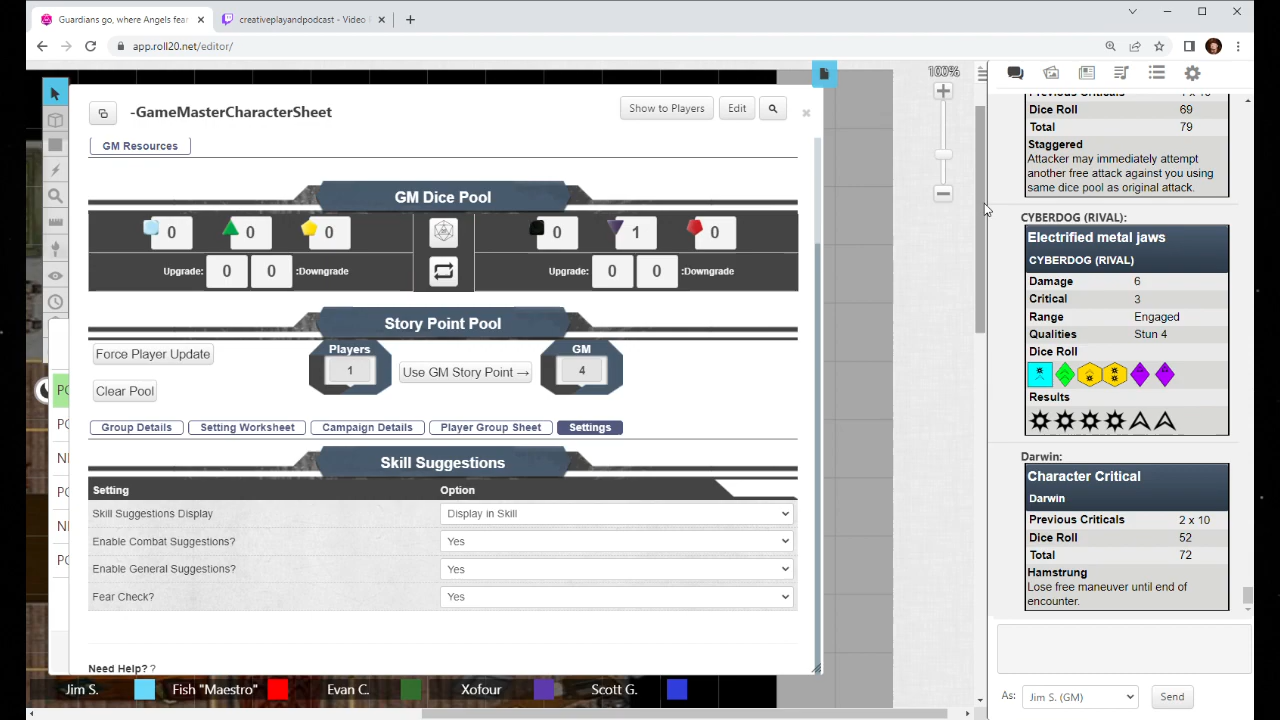 Guardians go, where Angels fear
creativeplayandpodcast - Video
app.roll20.net/editor/
-GameMasterCharacterSheet
Show to Players
Edit
GM Resources
GM Dice Pool
0 0 0 0 1 0
Upgrade: 0 0 :Downgrade
Upgrade: 0 0 :Downgrade
Story Point Pool
Force Player Update
Clear Pool
Players
1
Use GM Story Point →
GM
4
Group Details
Setting Worksheet
Campaign Details
Player Group Sheet
Settings
Skill Suggestions
Setting Option
Skill Suggestions Display Display in Skill
Enable Combat Suggestions? Yes
Enable General Suggestions? Yes
Fear Check? Yes
Need Help? ?
Jim S. Fish "Maestro" Evan C. Xofour Scott G.
100%
Dice Roll 69
Total 79
Staggered
Attacker may immediately attempt
another free attack against you using
same dice pool as original attack.
CYBERDOG (RIVAL):
Electrified metal jaws
CYBERDOG (RIVAL)
Damage 6
Critical 3
Range Engaged
Qualities Stun 4
Dice Roll
Results
Darwin:
Character Critical
Darwin
Previous Criticals 2 x 10
Dice Roll 52
Total 72
Hamstrung
Lose free maneuver until end of
encounter.
As: Jim S. (GM)
Send